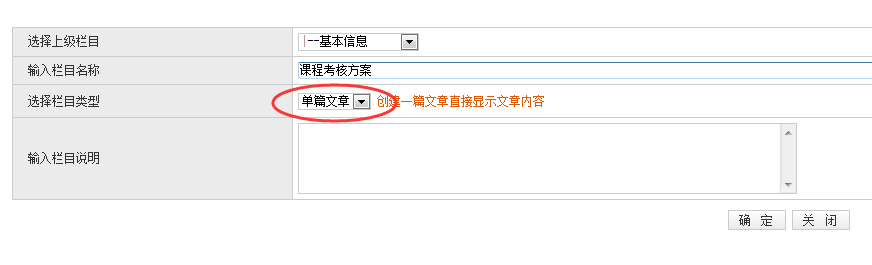 选择上级栏目 |--基本信息
输入栏目名称 课程考核方案
选择栏目类型 单篇文章 创建一篇文章直接显示文章内容
输入栏目说明
确 定 关 闭